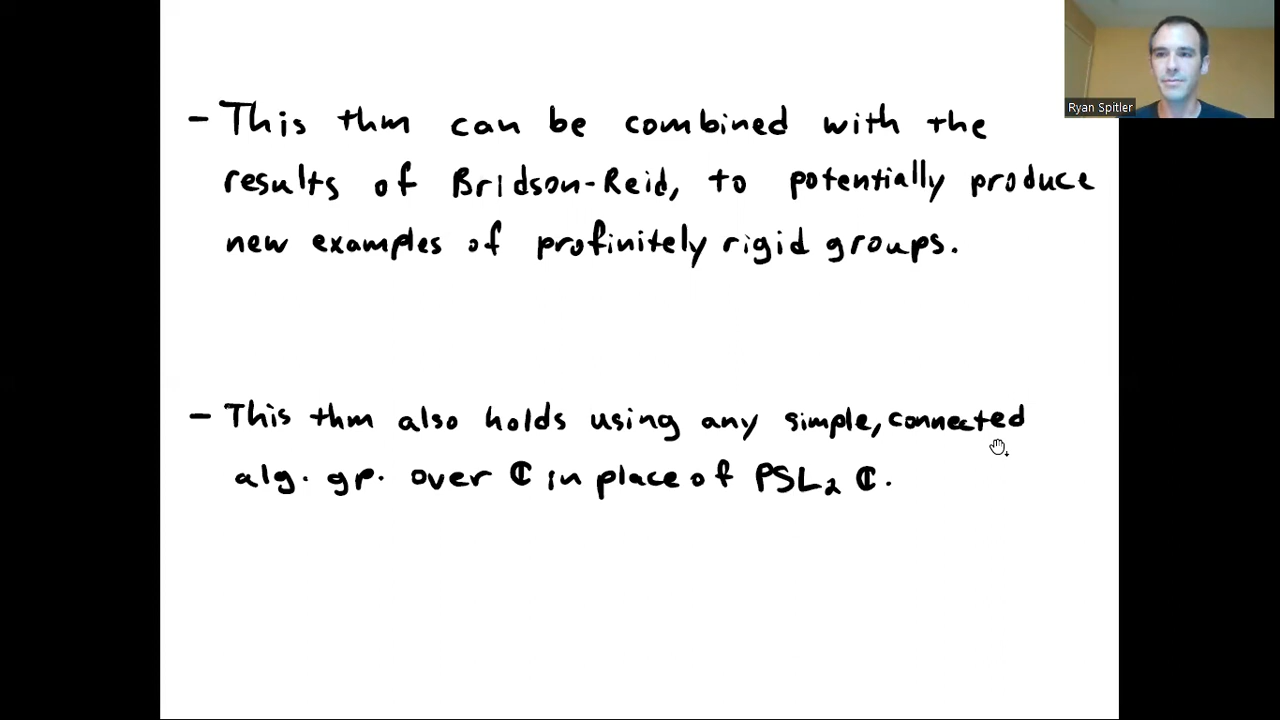 Ryan Spitler
- This thm can be combined with the
results of Bridson-Reid, to potentially produce
new examples of profinitely rigid groups.
- This thm also holds using any simple, connected
alg. gp. over ℂ in place of PSL₂ ℂ.